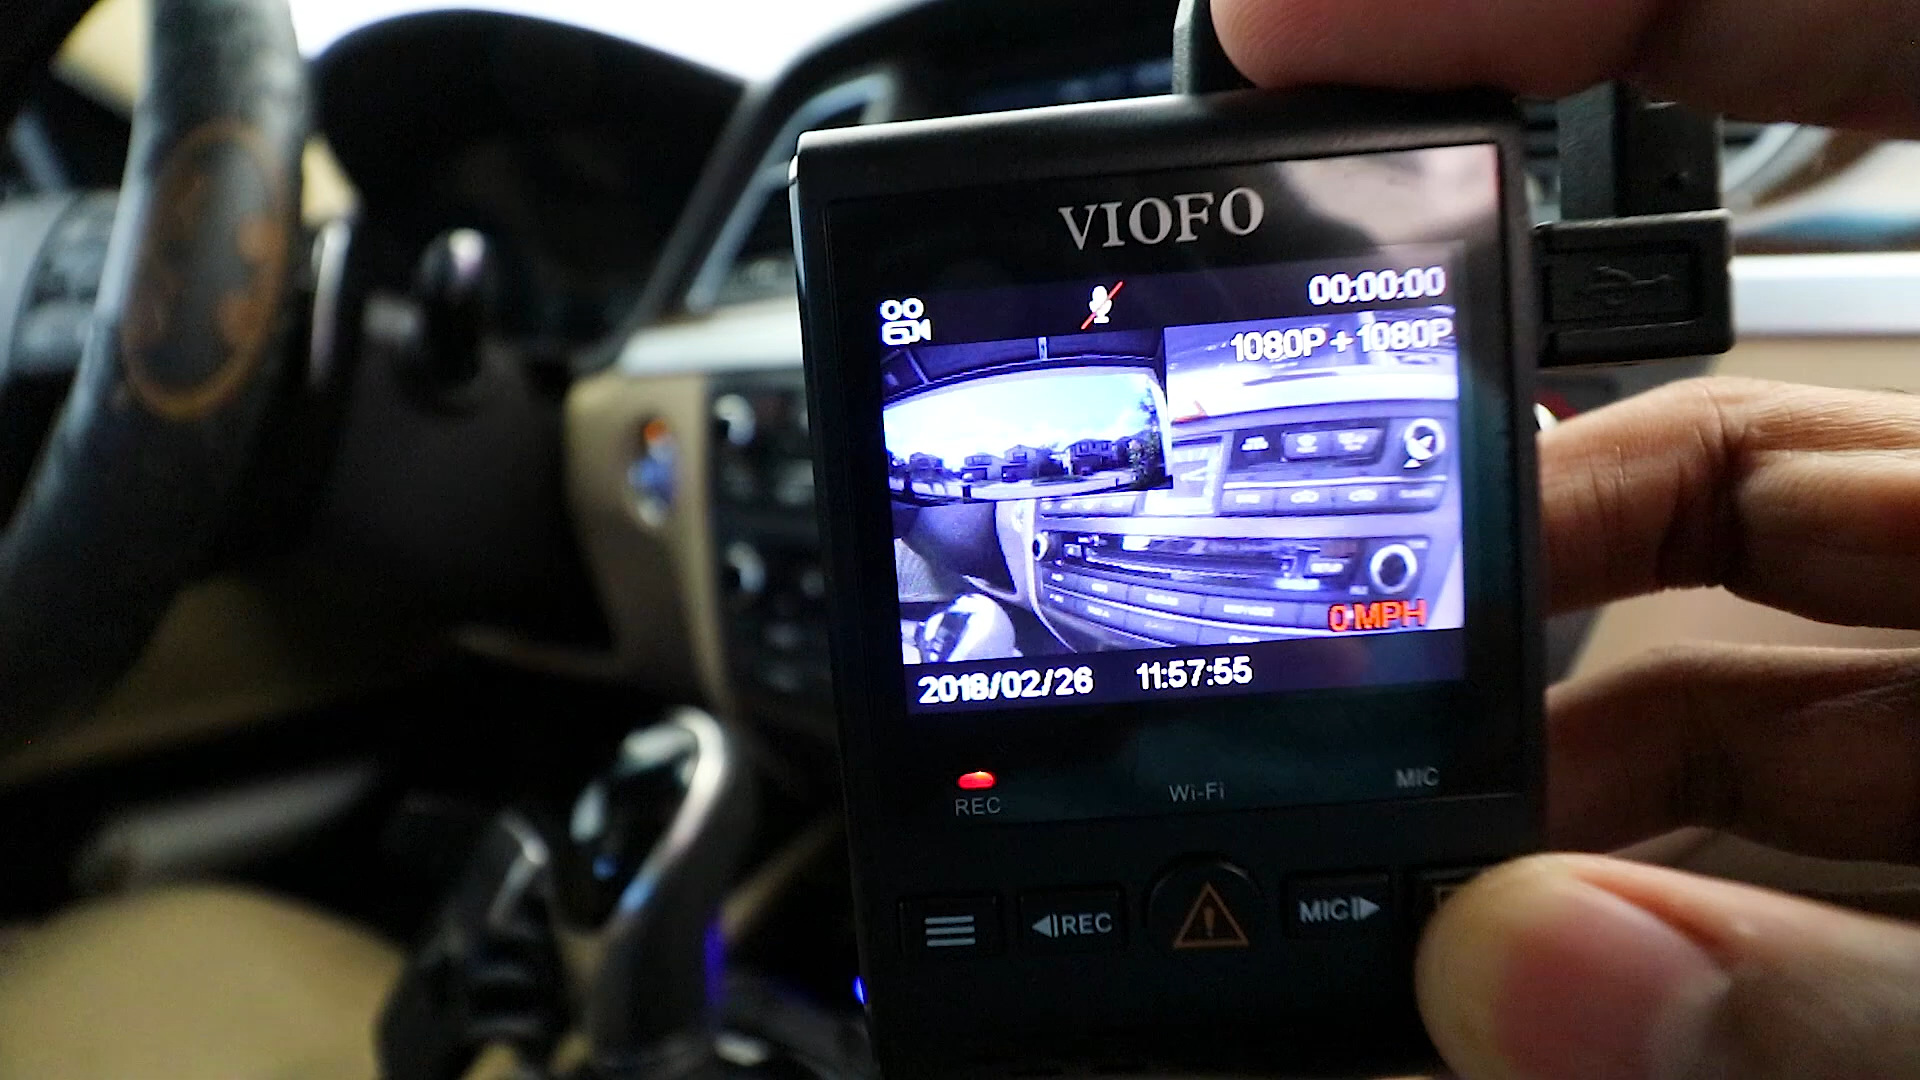 VIOFO
00:00:00
1080P + 1080P
0 MPH
2018/02/26 11:57:55
REC Wi-Fi MIC
REC MIC